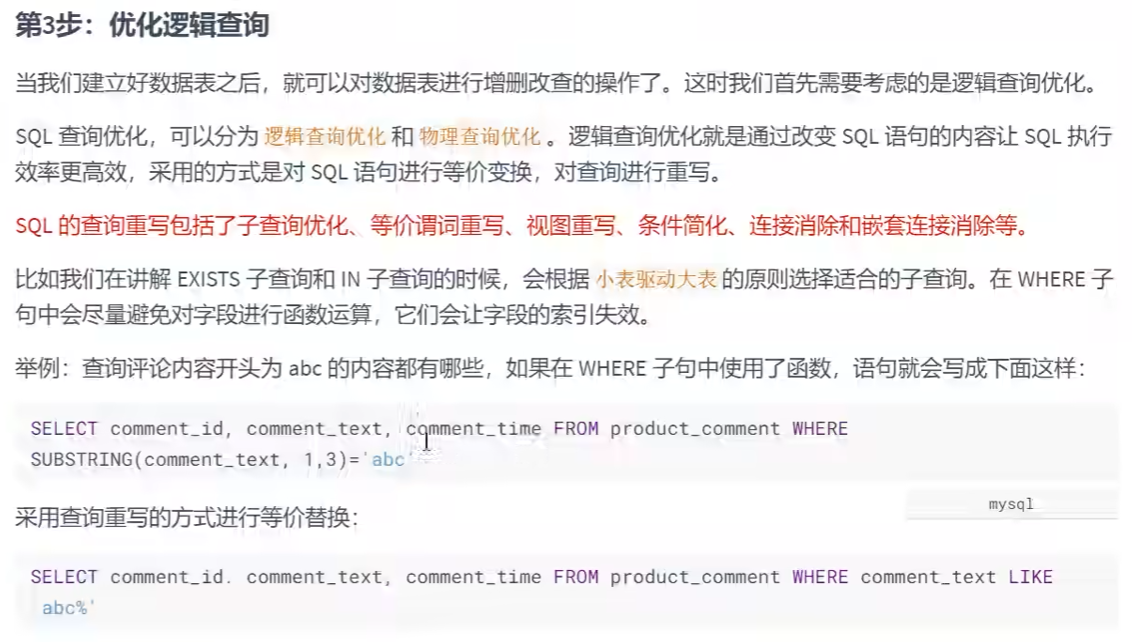 第3步：优化逻辑查询
当我们建立好数据表之后，就可以对数据表进行增删改查的操作了。这时我们首先需要考虑的是逻辑查询优化。
SQL 查询优化，可以分为 逻辑查询优化 和 物理查询优化 。逻辑查询优化就是通过改变 SQL 语句的内容让 SQL 执行
效率更高效，采用的方式是对 SQL 语句进行等价变换，对查询进行重写。
SQL 的查询重写包括了子查询优化、等价谓词重写、视图重写、条件简化、连接消除和嵌套连接消除等。
比如我们在讲解 EXISTS 子查询和 IN 子查询的时候，会根据 小表驱动大表 的原则选择适合的子查询。在 WHERE 子
句中会尽量避免对字段进行函数运算，它们会让字段的索引失效。
举例：查询评论内容开头为 abc 的内容都有哪些，如果在 WHERE 子句中使用了函数，语句就会写成下面这样：
SELECT comment_id, comment_text, comment_time FROM product_comment WHERE
SUBSTRING(comment_text, 1,3)='abc'
mysql
采用查询重写的方式进行等价替换：
SELECT comment_id. comment_text, comment_time FROM product_comment WHERE comment_text LIKE
abc%'